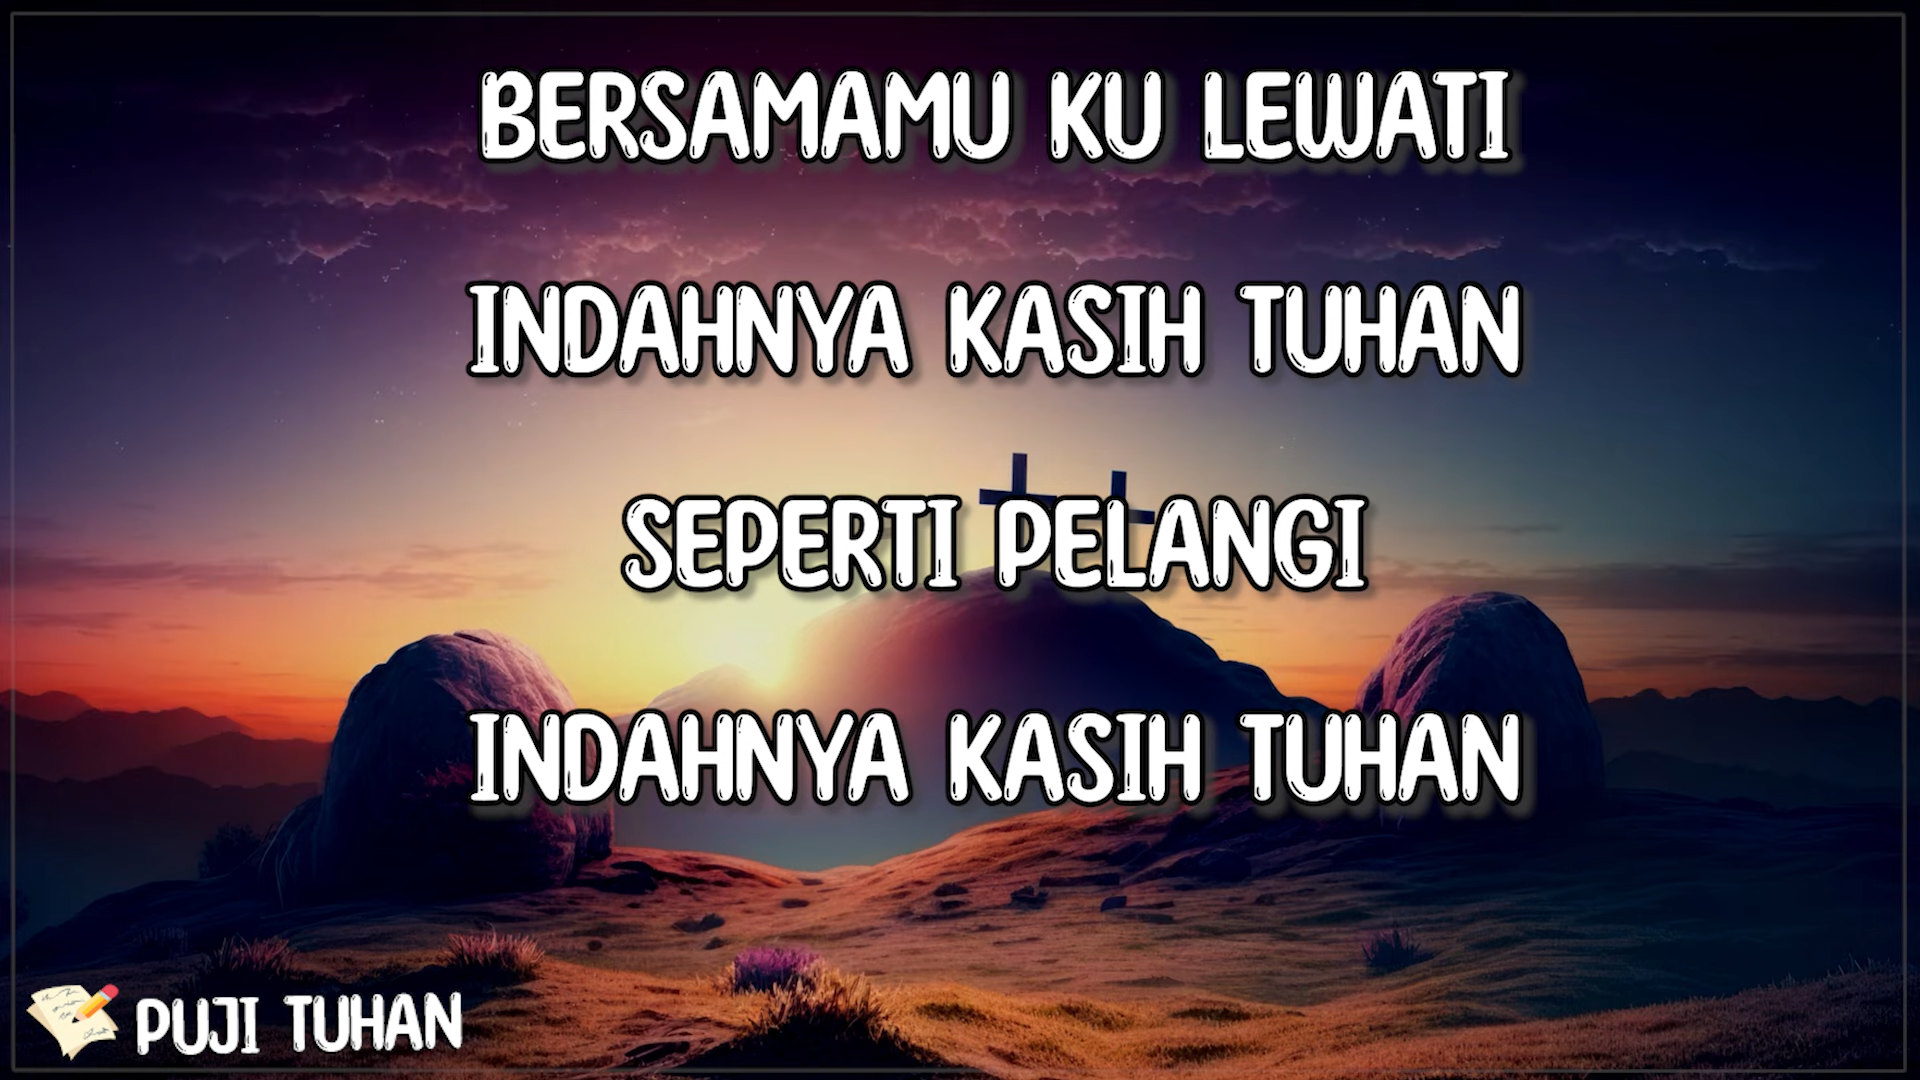 BERSAMAMU KU LEWATI
INDAHNYA KASIH TUHAN
SEPERTI PELANGI
INDAHNYA KASIH TUHAN
PUJI TUHAN